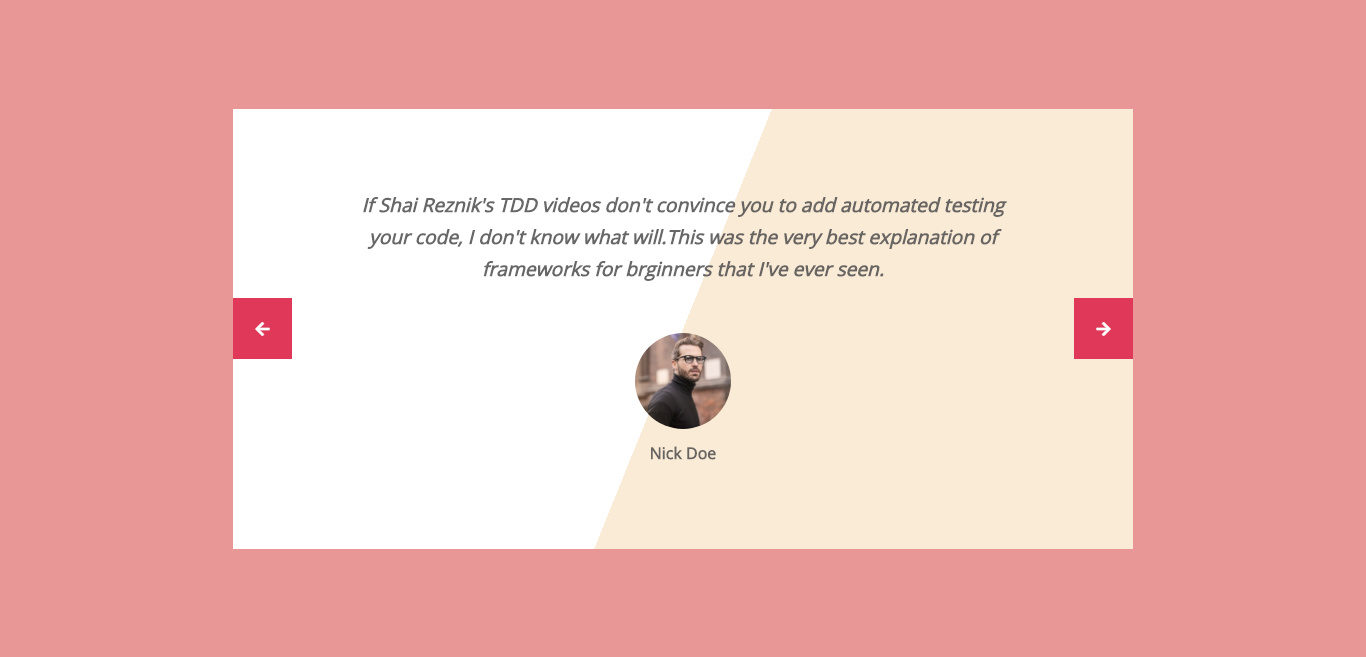 If Shai Reznik's TDD videos don't convince you to add automated testing
your code, I don't know what will.This was the very best explanation of
frameworks for brginners that I've ever seen.
Nick Doe